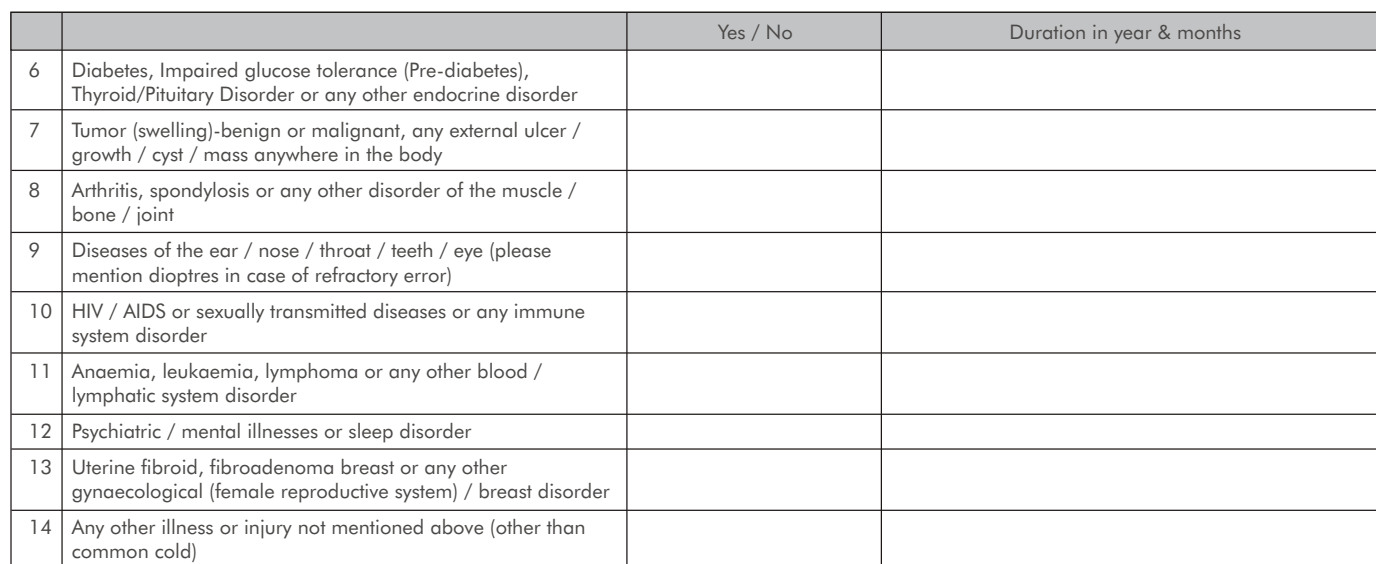 Yes / No Duration in year & months
6 Diabetes, Impaired glucose tolerance (Pre-diabetes),
Thyroid/Pituitary Disorder or any other endocrine disorder
7 Tumor (swelling)-benign or malignant, any external ulcer /
growth / cyst / mass anywhere in the body
8 Arthritis, spondylosis or any other disorder of the muscle /
bone / joint
9 Diseases of the ear / nose / throat / teeth / eye (please
mention dioptres in case of refractory error)
10 HIV / AIDS or sexually transmitted diseases or any immune
system disorder
11 Anaemia, leukaemia, lymphoma or any other blood /
lymphatic system disorder
12 Psychiatric / mental illnesses or sleep disorder
13 Uterine fibroid, fibroadenoma breast or any other
gynaecological (female reproductive system) / breast disorder
14 Any other illness or injury not mentioned above (other than
common cold)